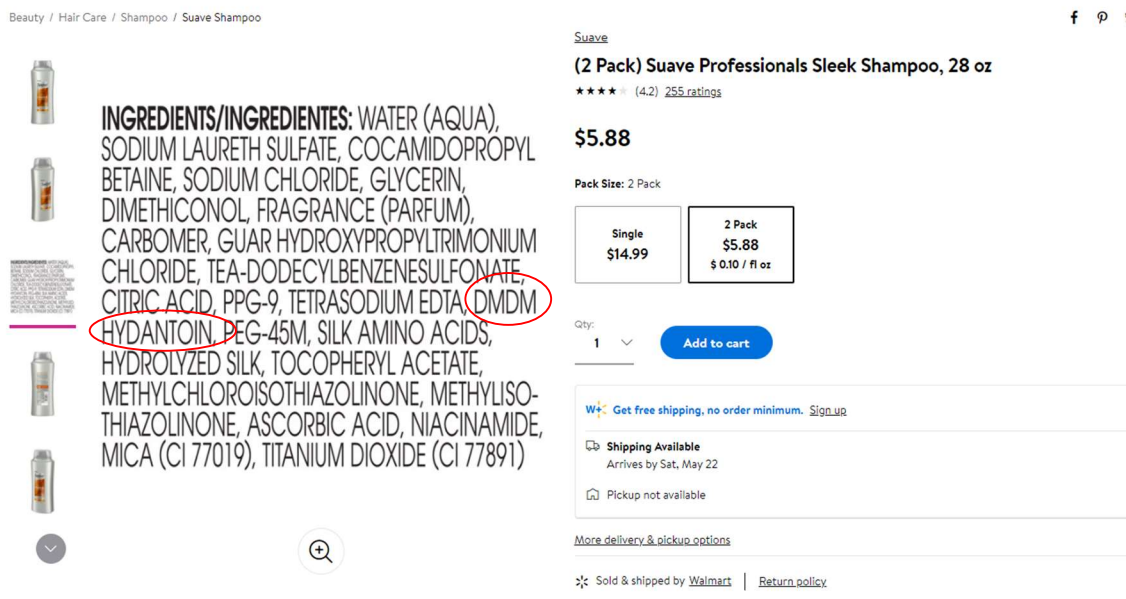 Beauty / Hair Care / Shampoo / Suave Shampoo
INGREDIENTS/INGREDIENTES: WATER (AQUA),
SODIUM LAURETH SULFATE, COCAMIDOPROPYL
BETAINE, SODIUM CHLORIDE, GLYCERIN,
DIMETHICONOL, FRAGRANCE (PARFUM),
CARBOMER, GUAR HYDROXYPROPYLTRIMONIUM
CHLORIDE, TEA-DODECYLBENZENESULFONATE,
CITRIC ACID, PPG-9, TETRASODIUM EDTA, DMDM
HYDANTOIN, PEG-45M, SILK AMINO ACIDS,
HYDROLYZED SILK, TOCOPHERYL ACETATE,
METHYLCHLOROISOTHIAZOLINONE, METHYLISO-
THIAZOLINONE, ASCORBIC ACID, NIACINAMIDE,
MICA (CI 77019), TITANIUM DIOXIDE (CI 77891)
Suave
(2 Pack) Suave Professionals Sleek Shampoo, 28 oz
(4.2) 255 ratings
$5.88
Pack Size: 2 Pack
Single
$14.99
2 Pack
$5.88
$ 0.10 / fl oz
Qty:
1
Add to cart
W+ Get free shipping, no order minimum. Sign up
Shipping Available
Arrives by Sat, May 22
Pickup not available
More delivery & pickup options
Sold & shipped by Walmart | Return policy